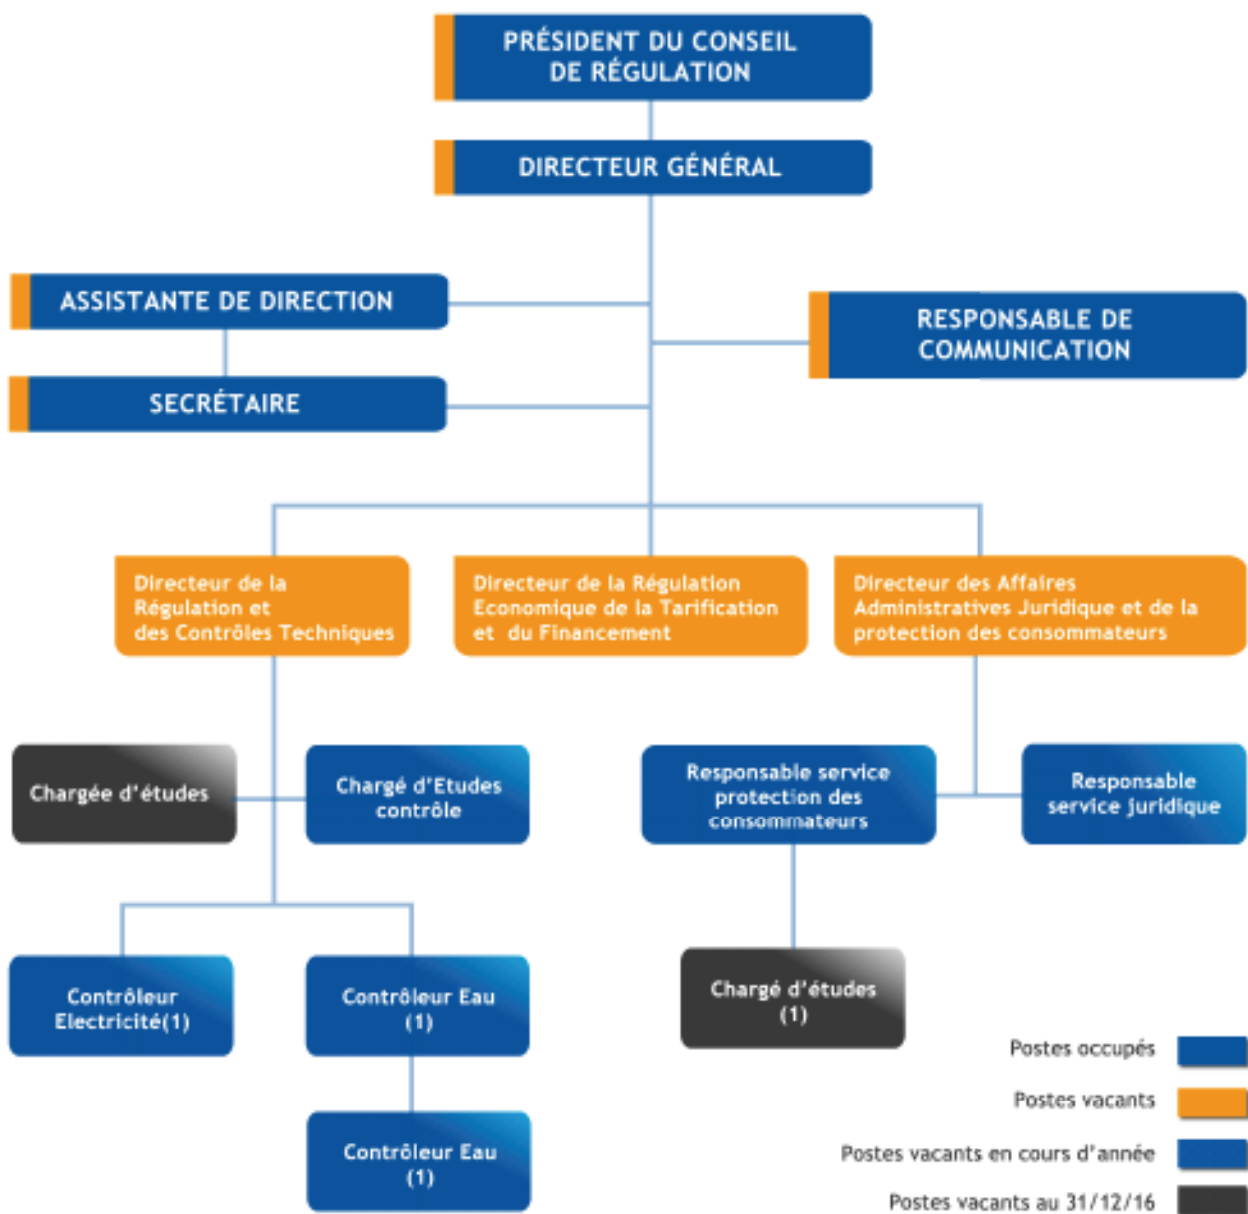 PRÉSIDENT DU CONSEIL
DE RÉGULATION
DIRECTEUR GÉNÉRAL
ASSISTANTE DE DIRECTION
RESPONSABLE DE
COMMUNICATION
SECRÉTAIRE
Directeur de la
Régulation et
des Contrôles Techniques
Directeur de la Régulation
Economique de la Tarification
et du Financement
Directeur des Affaires
Administratives Juridique et de la
protection des consommateurs
Chargée d'études
Chargé d'Etudes
contrôle
Responsable service
protection des
consommateurs
Responsable
service juridique
Contrôleur
Electricité(1)
Contrôleur Eau
(1)
Chargé d'études
(1)
Contrôleur Eau
(1)
Postes occupés
Postes vacants
Postes vacants en cours d'année
Postes vacants au 31/12/16